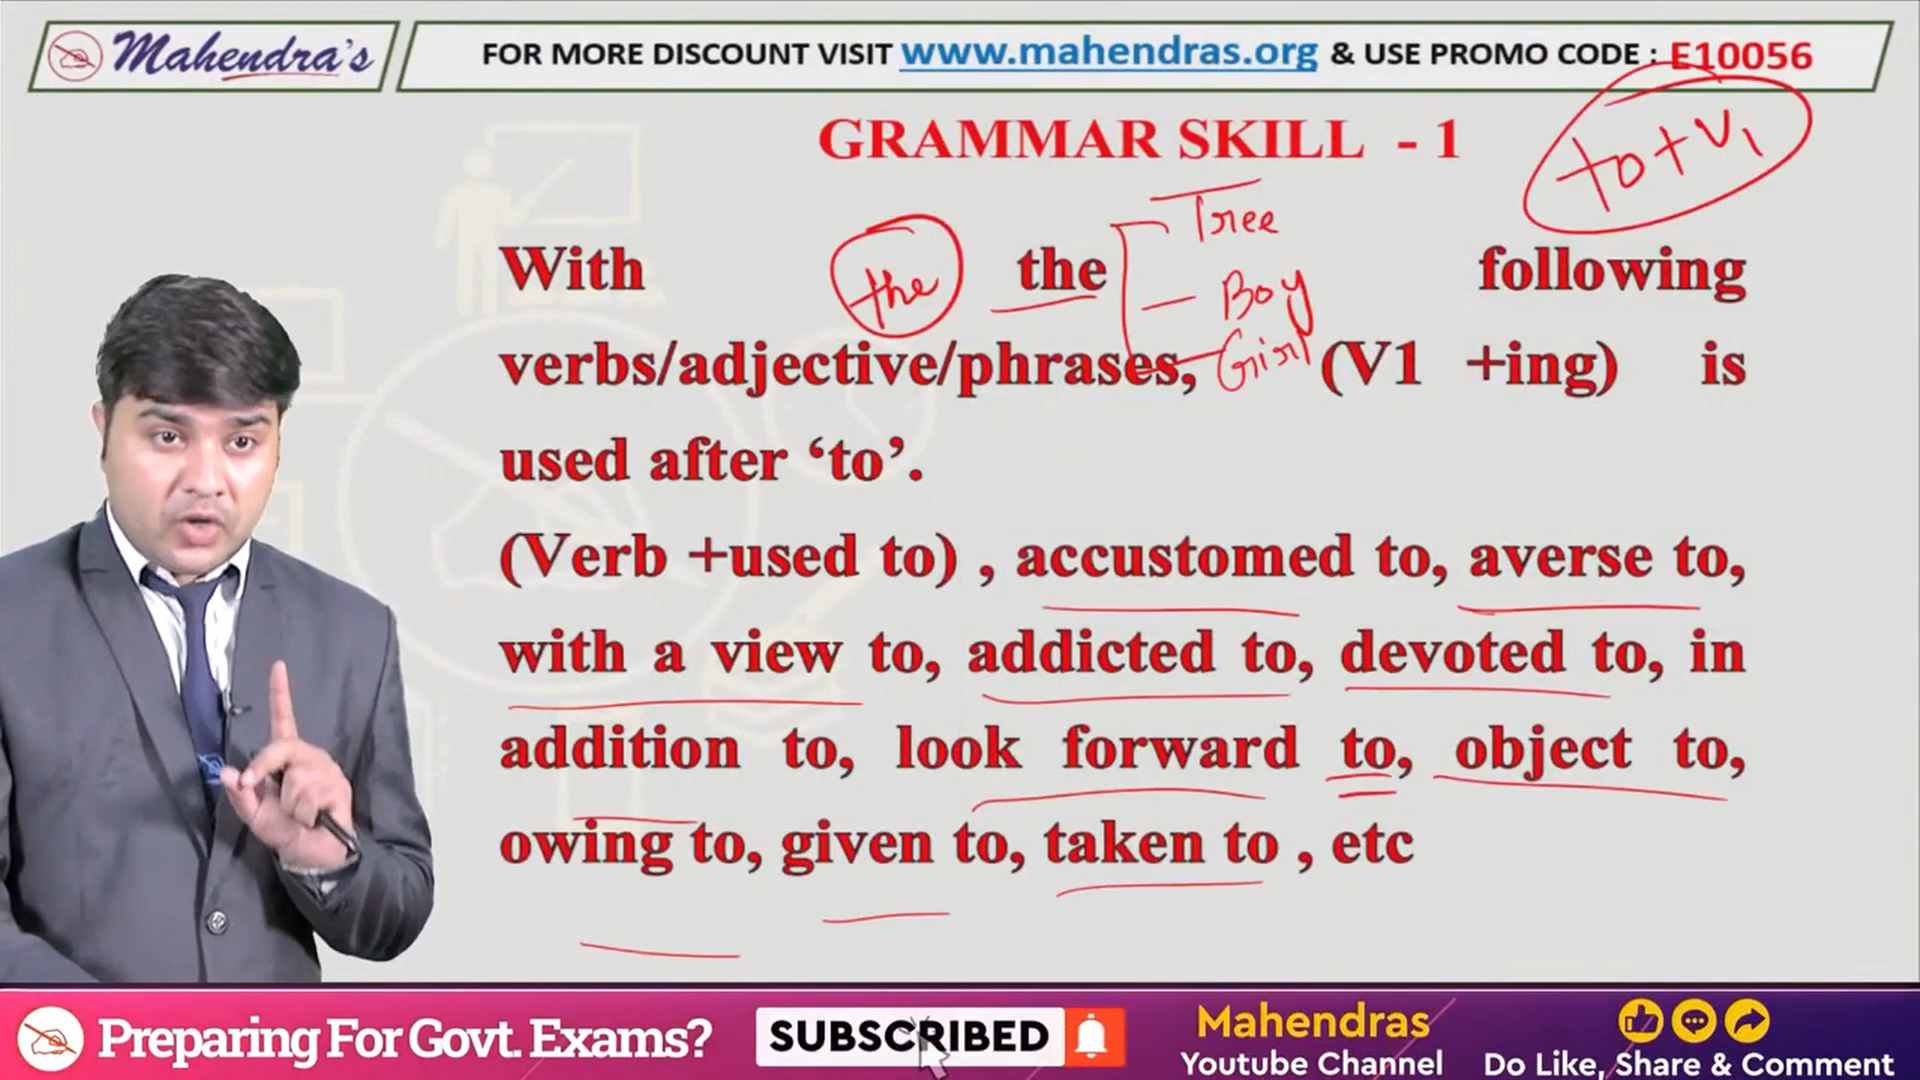 Mahendra's
FOR MORE DISCOUNT VISIT www.mahendras.org & USE PROMO CODE : E10056
GRAMMAR SKILL - 1
to + V1
Tree
With the the following
Boy
verbs/adjective/phrases, Girl (V1 +ing) is
used after ‘to’.
(Verb +used to) , accustomed to, averse to,
with a view to, addicted to, devoted to, in
addition to, look forward to, object to,
owing to, given to, taken to , etc
Preparing For Govt. Exams?
SUBSCRIBED
Mahendras
Youtube Channel
Do Like, Share & Comment